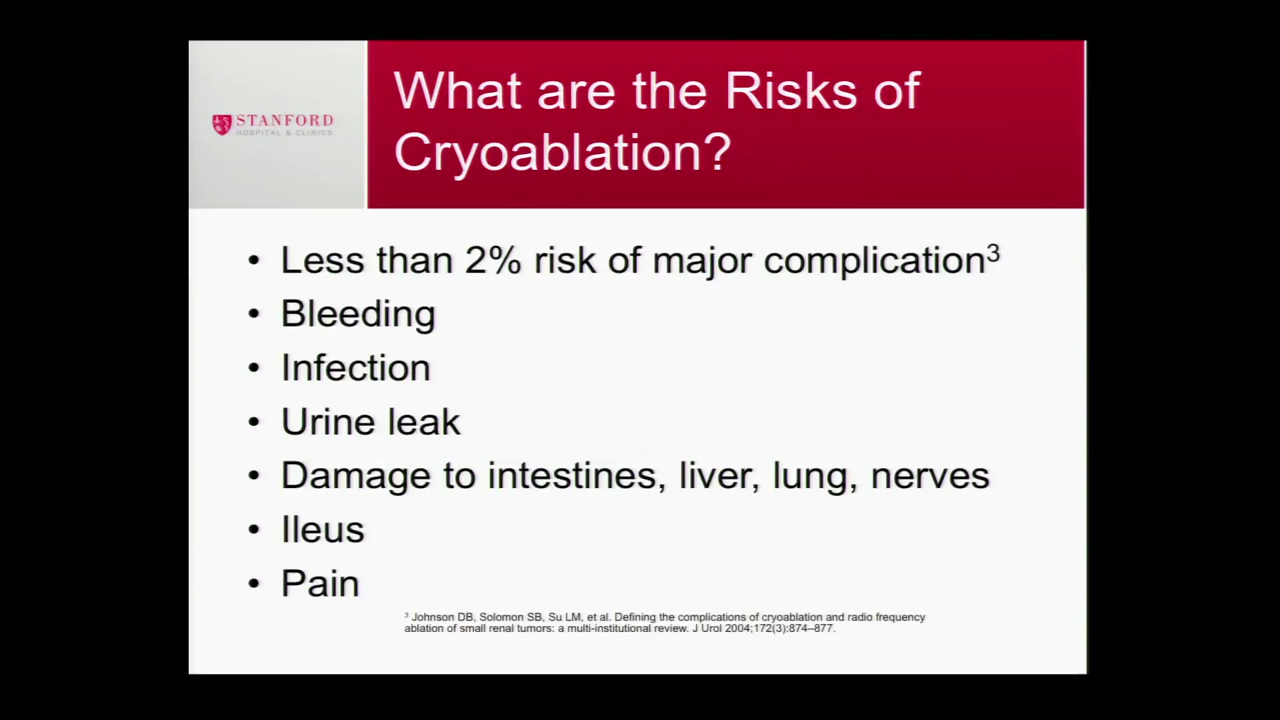 STANFORD
HOSPITAL & CLINICS
What are the Risks of
Cryoablation?
• Less than 2% risk of major complication³
• Bleeding
• Infection
• Urine leak
• Damage to intestines, liver, lung, nerves
• Ileus
• Pain
³ Johnson DB, Solomon SB, Su LM, et al. Defining the complications of cryoablation and radio frequency
ablation of small renal tumors: a multi-institutional review. J Urol 2004;172(3):874–877.